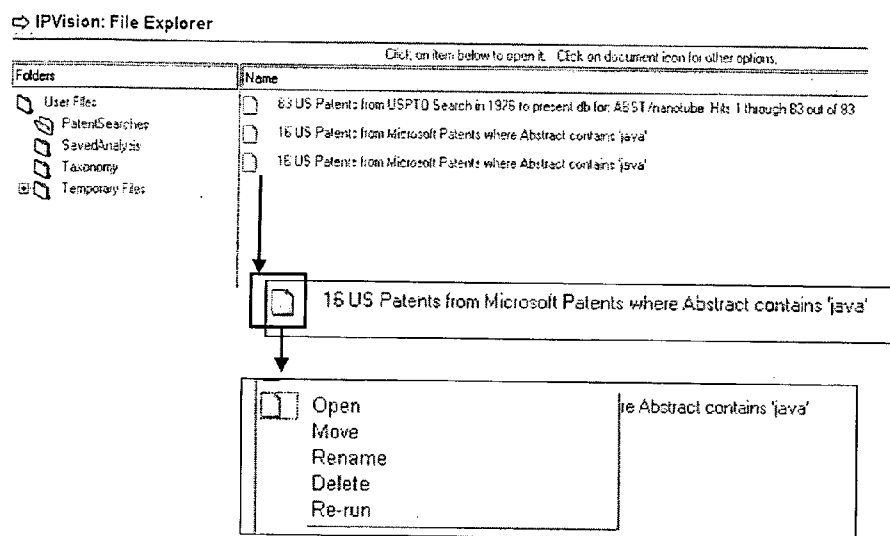 ⇨ IPVision: File Explorer
Click on item below to open it. Click on document icon for other options.
Folders
Name
User Files
PatentSearches
SavedAnalysis
Taxonomy
Temporary Files
83 US Patents from USPTO Search in 1976 to present db for: ABST/nanotube: Hits 1 through 83 out of 83
16 US Patents from Microsoft Patents where Abstract contains 'java'
16 US Patents from Microsoft Patents where Abstract contains 'java'
16 US Patents from Microsoft Patents where Abstract contains 'java'
Open
re Abstract contains 'java'
Move
Rename
Delete
Re-run